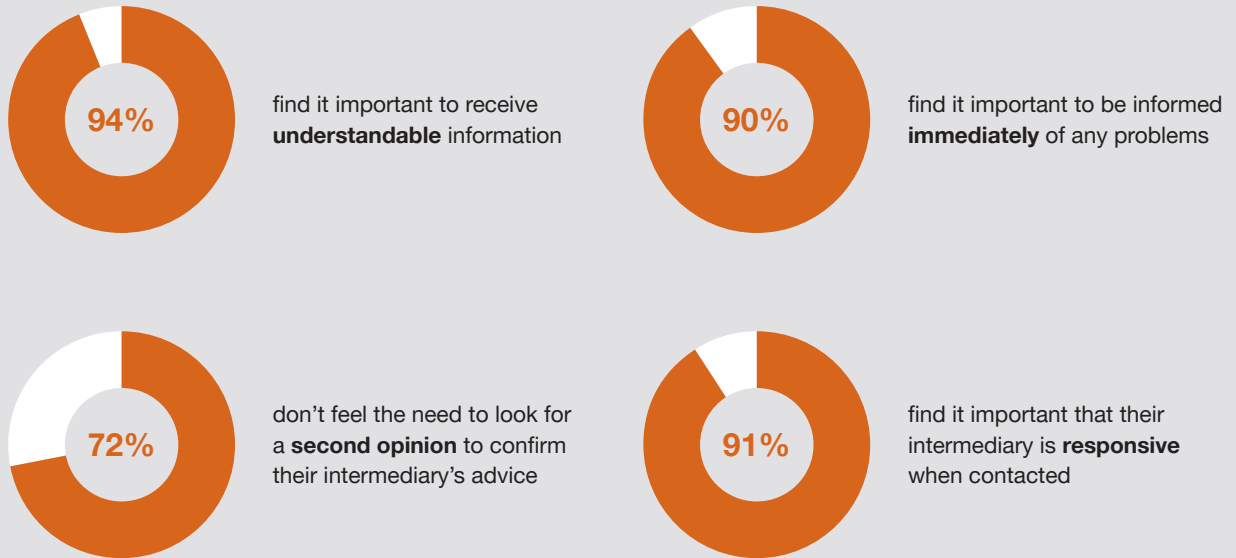 94%
find it important to receive
understandable information
90%
find it important to be informed
immediately of any problems
72%
don’t feel the need to look for
a second opinion to confirm
their intermediary’s advice
91%
find it important that their
intermediary is responsive
when contacted